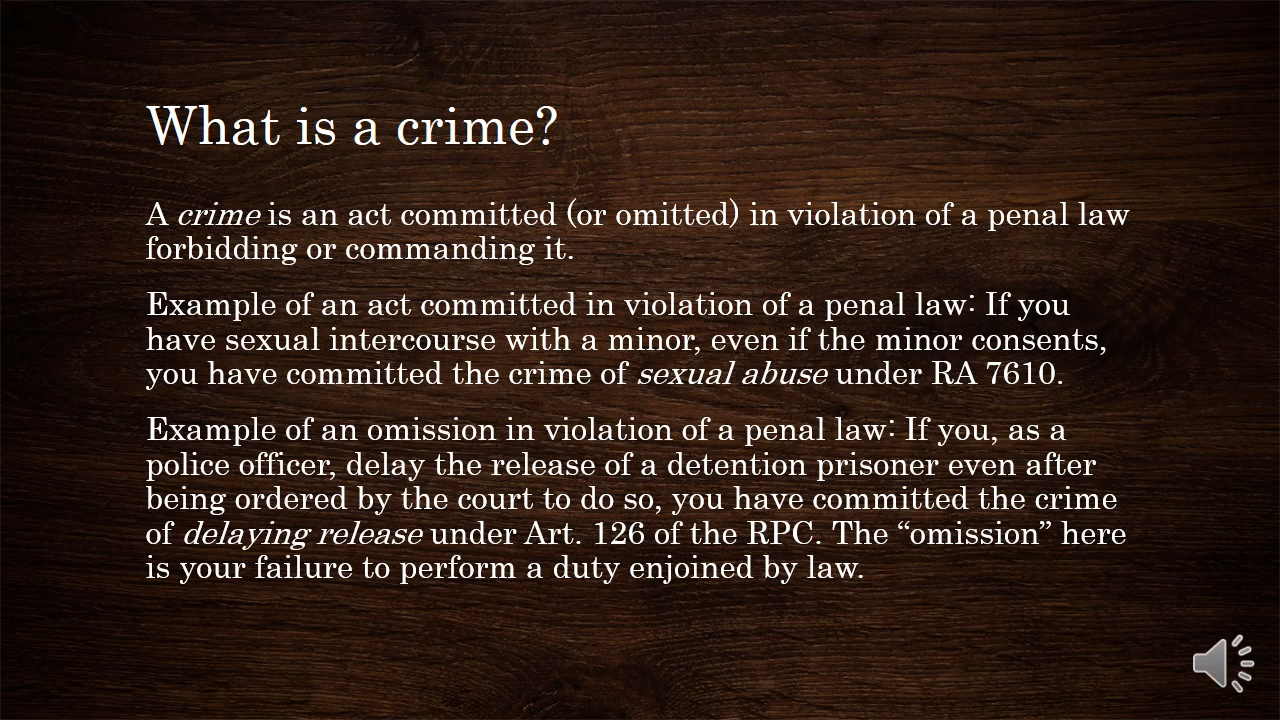 What is a crime?
A crime is an act committed (or omitted) in violation of a penal law
forbidding or commanding it.
Example of an act committed in violation of a penal law: If you
have sexual intercourse with a minor, even if the minor consents,
you have committed the crime of sexual abuse under RA 7610.
Example of an omission in violation of a penal law: If you, as a
police officer, delay the release of a detention prisoner even after
being ordered by the court to do so, you have committed the crime
of delaying release under Art. 126 of the RPC. The “omission” here
is your failure to perform a duty enjoined by law.